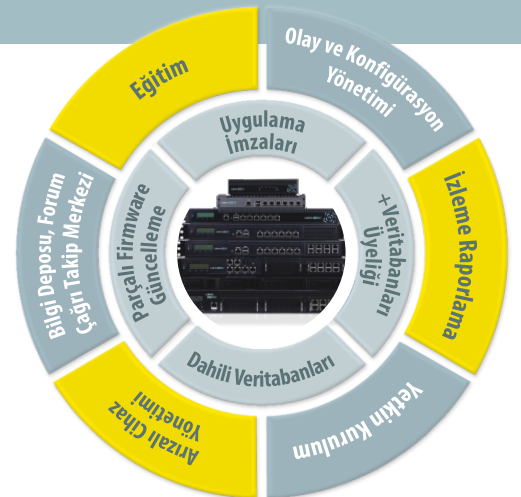 Eğitim
Olay ve Konfigürasyon
Yönetimi
İzleme Raporlama
Yetkin Kurulum
Arızalı Cihaz
Yönetimi
Bilgi Deposu, Forum
Çağrı Takip Merkezi
Uygulama
İmzaları
+Veritabanları
Üyeliği
Dahili Veritabanları
Parçalı Firmware
Güncelleme